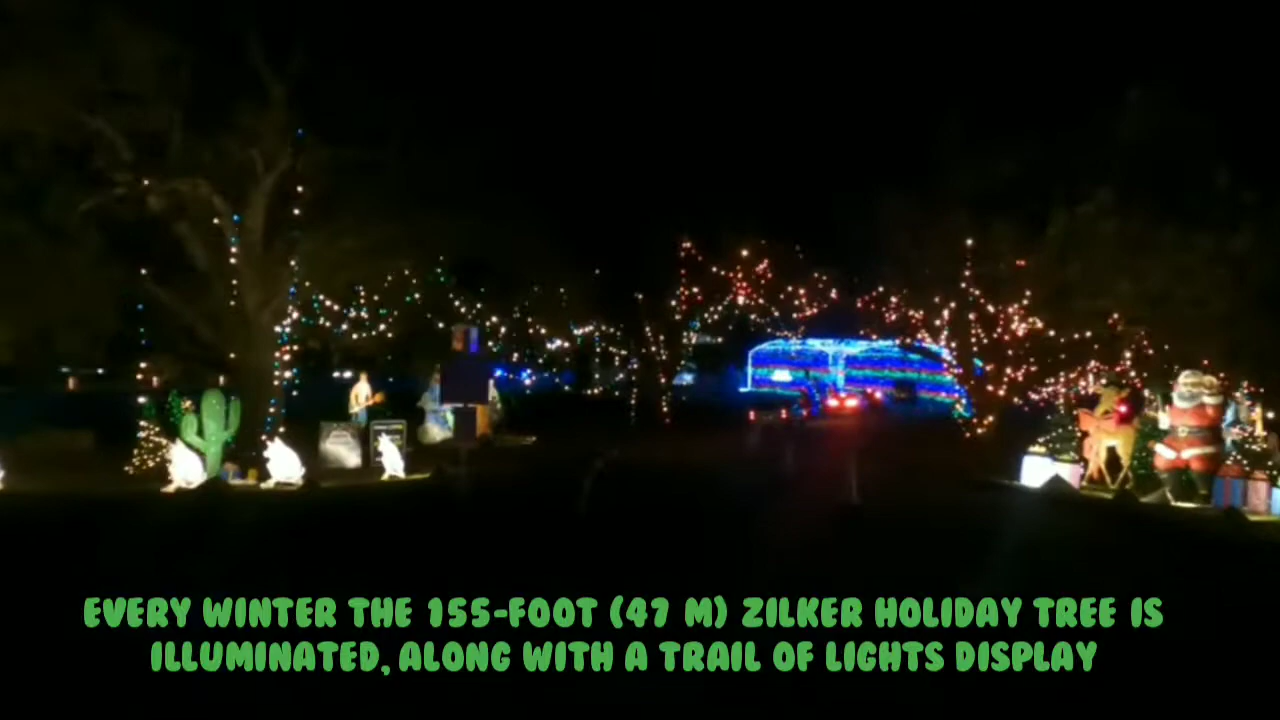 EVERY WINTER THE 155-FOOT (47 M) ZILKER HOLIDAY TREE IS
ILLUMINATED, ALONG WITH A TRAIL OF LIGHTS DISPLAY